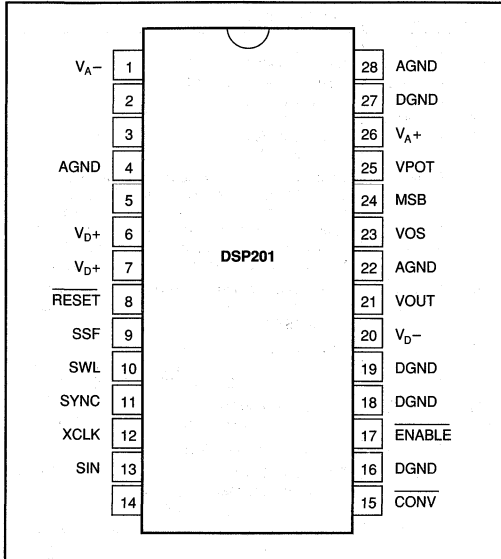 V_A− 1 28 AGND
2 27 DGND
3 26 V_A+
AGND 4 25 VPOT
5 24 MSB
V_D+ 6 23 VOS
DSP201
V_D+ 7 22 AGND
RESET 8 21 VOUT
SSF 9 20 V_D−
SWL 10 19 DGND
SYNC 11 18 DGND
XCLK 12 17 ENABLE
SIN 13 16 DGND
14 15 CONV